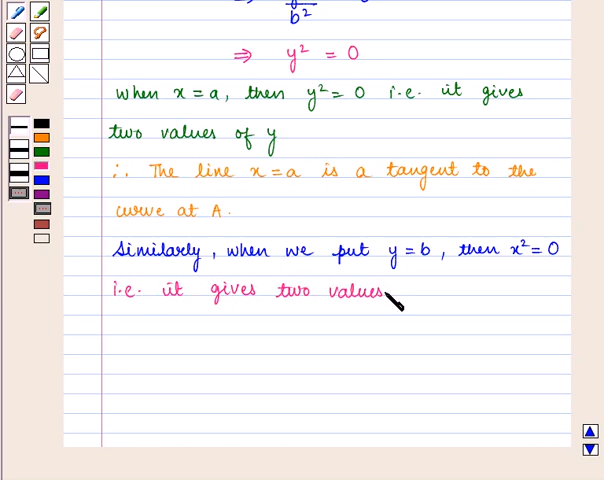 y
b²
⇒ y² = 0
when x = a, then y² = 0 i.e. it gives
two values of y
∴ The line x = a is a tangent to the
curve at A.
Similarly, when we put y = b, then x² = 0
i.e. it gives two values